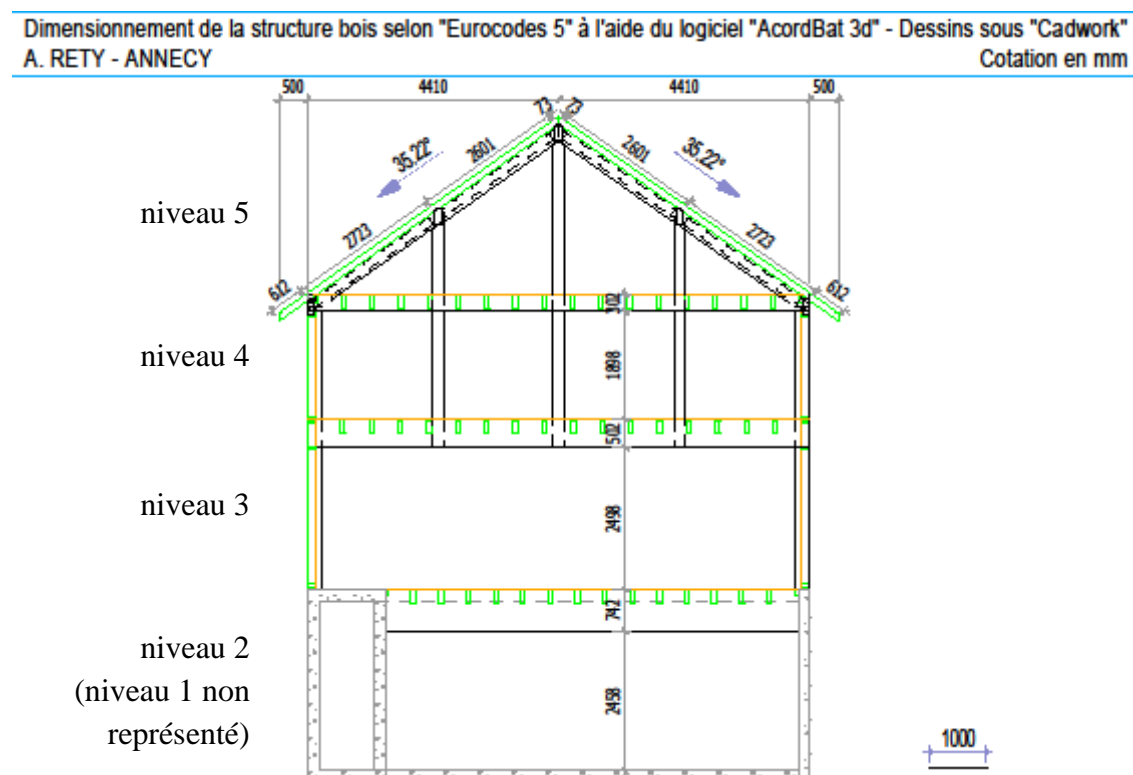 Dimensionnement de la structure bois selon "Eurocodes 5" à l'aide du logiciel "AcordBat 3d" - Dessins sous "Cadwork"
A. RETY - ANNECY Cotation en mm
500 4410 4410 500
73 73
35,22° 2601 2601 35,22°
niveau 5
2723 2723
612 612
302
niveau 4
1898
502
niveau 3
2498
742
niveau 2
(niveau 1 non
représenté)
2458
1000